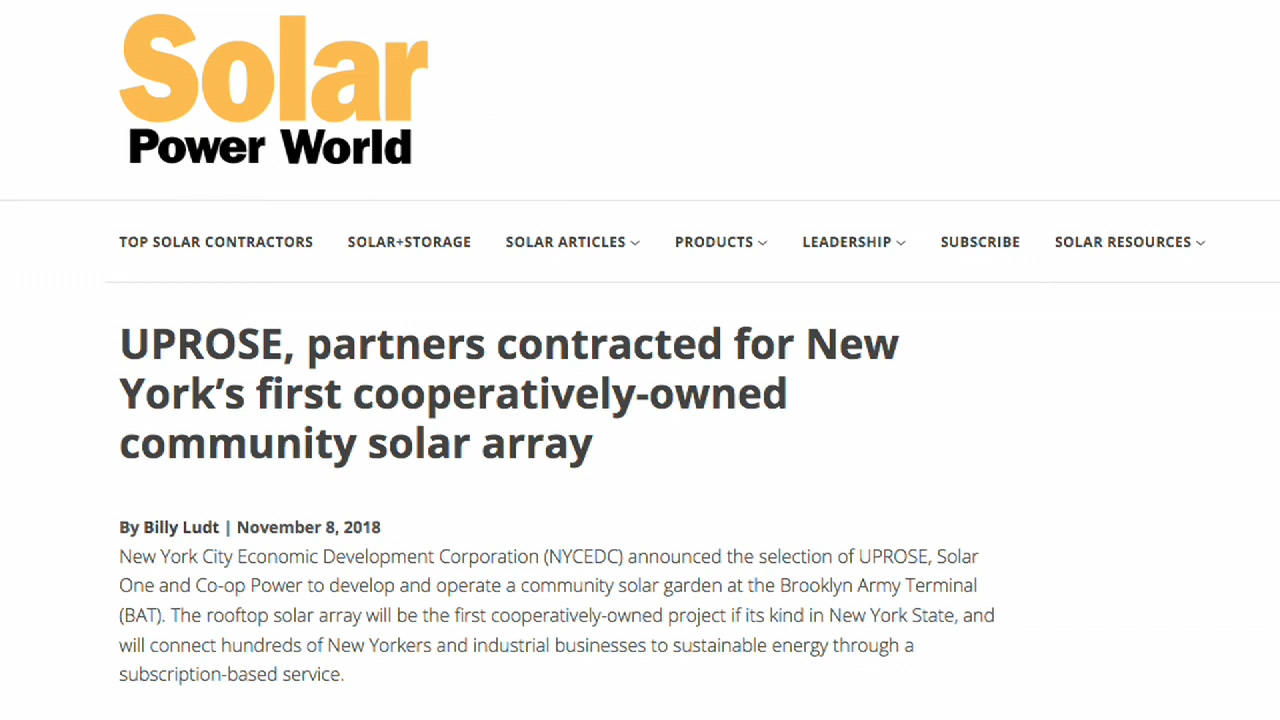 Solar
Power World
TOP SOLAR CONTRACTORS SOLAR+STORAGE SOLAR ARTICLES PRODUCTS LEADERSHIP SUBSCRIBE SOLAR RESOURCES
UPROSE, partners contracted for New
York’s first cooperatively-owned
community solar array
By Billy Ludt | November 8, 2018
New York City Economic Development Corporation (NYCEDC) announced the selection of UPROSE, Solar
One and Co-op Power to develop and operate a community solar garden at the Brooklyn Army Terminal
(BAT). The rooftop solar array will be the first cooperatively-owned project if its kind in New York State, and
will connect hundreds of New Yorkers and industrial businesses to sustainable energy through a
subscription-based service.